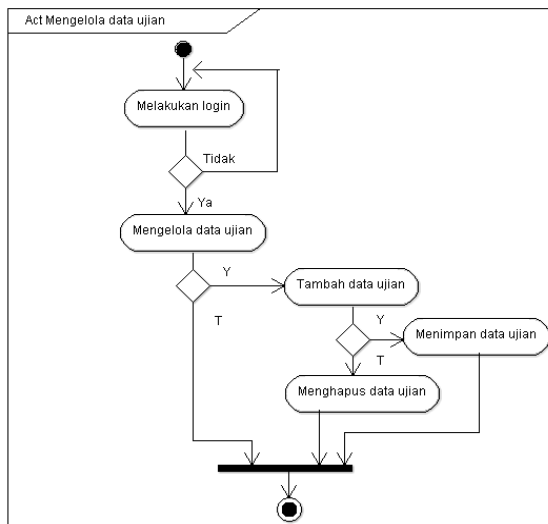 Act Mengelola data ujian
Melakukan login
Tidak
Ya
Mengelola data ujian
Y
Tambah data ujian
T
Y
Menimpan data ujian
T
Menghapus data ujian